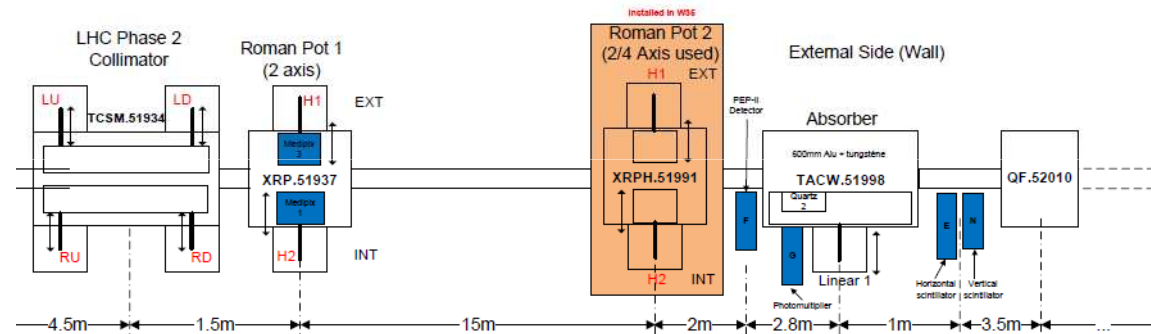 Installed in W35
LHC Phase 2
Collimator
Roman Pot 1
(2 axis)
Roman Pot 2
(2/4 Axis used)
External Side (Wall)
LU
LD
H1
EXT
H1
EXT
TCSM.51934
PEP-II
Detector
Absorber
Medipix
600mm Alu + tungstène
XRP.51937
XRPH.51991
TACW.51998
QF.52010
Medipix
1
Quartz
2
F
E
N
G
RU
RD
H2
INT
H2
INT
Linear 1
Photomultiplier
Horizontal
scintillator
Vertical
scintillator
4.5m
1.5m
15m
2m
2.8m
1m
3.5m
...